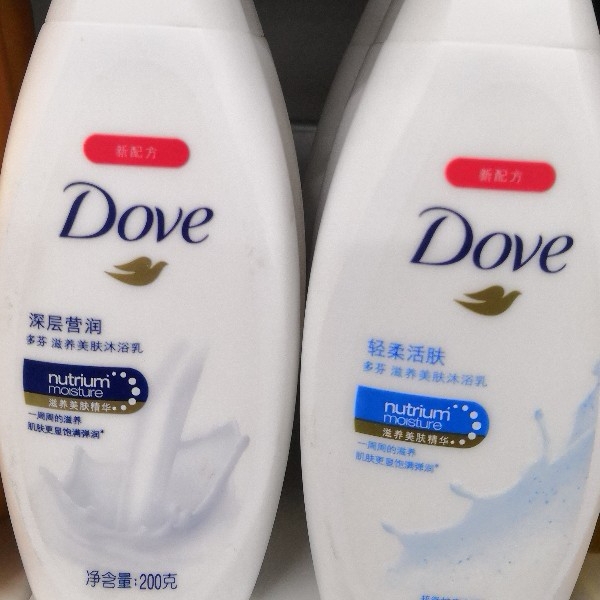 新配方
Dove
深层营润
多芬 滋养美肤沐浴乳
nutrium
moisture
滋养美肤精华
一周周的滋养
肌肤更显饱满弹润*
净含量:200克
新配方
Dove
轻柔活肤
多芬 滋养美肤沐浴乳
nutrium
moisture
滋养美肤精华
一周周的滋养
肌肤更显饱满弹润*